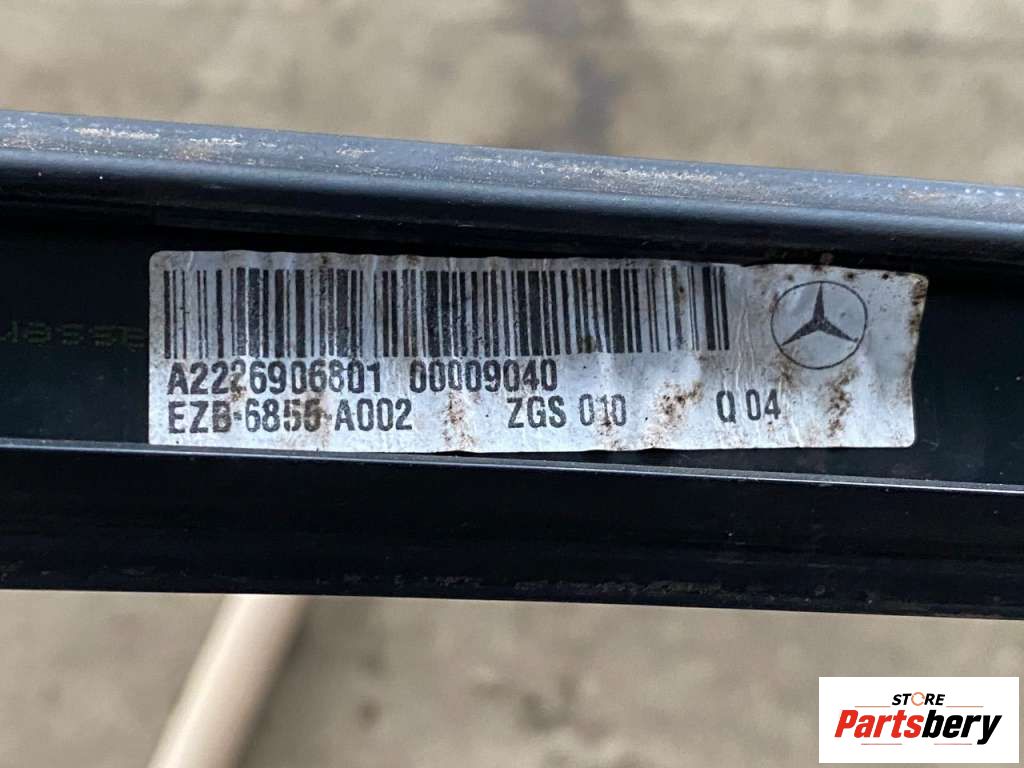 A2226906801 00009040
EZB-6855-A002 ZGS 010 Q 04
STORE
Partsbery